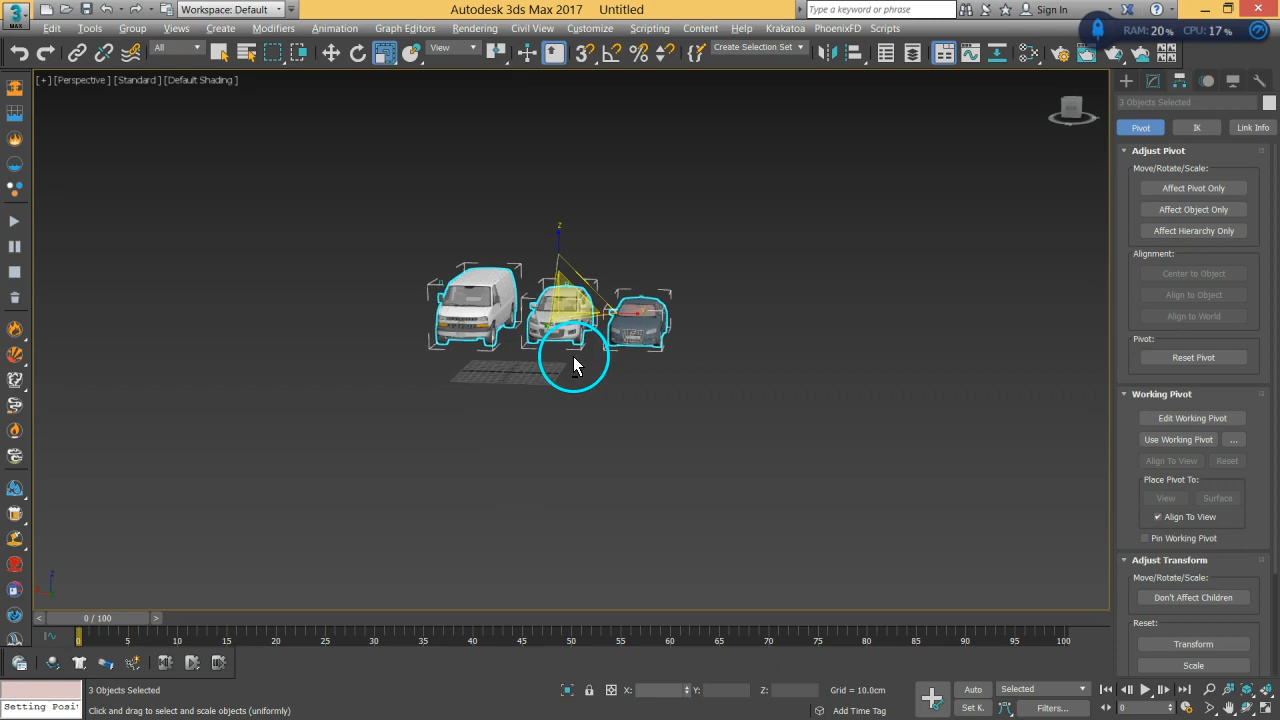 3
MAX
Workspace: Default
Autodesk 3ds Max 2017 Untitled
Type a keyword or phrase
Sign In
Edit Tools Group Views Create Modifiers Animation Graph Editors Rendering Civil View Customize Scripting Content Help Krakatoa PhoenixFD Scripts
RAM: 20 % CPU: 17 %
All
View
Create Selection Set
[+] [Perspective] [Standard] [Default Shading]
3 Objects Selected
Pivot IK Link Info
Adjust Pivot
Move/Rotate/Scale:
Affect Pivot Only
Affect Object Only
Affect Hierarchy Only
Alignment:
Center to Object
Align to Object
Align to World
Pivot:
Reset Pivot
Working Pivot
Edit Working Pivot
Use Working Pivot ...
Align To View Reset
Place Pivot To:
View Surface
Align To View
Pin Working Pivot
Adjust Transform
Move/Rotate/Scale:
Don't Affect Children
Reset:
Transform
Scale
z
z
< 0 / 100 >
0 5 10 15 20 25 30 35 40 45 50 55 60 65 70 75 80 85 90 95 100
3 Objects Selected
X: Y: Z: Grid = 10.0cm
Auto Selected
Setting Posi
Click and drag to select and scale objects (uniformly)
Add Time Tag
Set K. Filters...
0